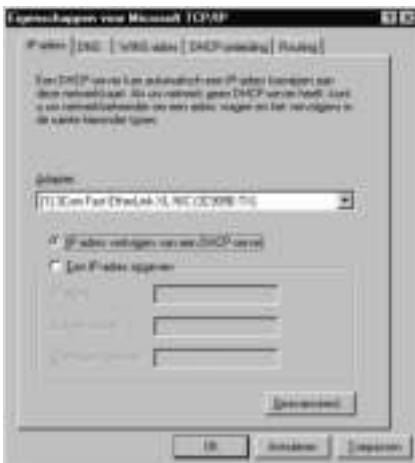 Eigenschappen voor Microsoft TCP/IP
IP-adres DNS WINS-adres DHCP-omleiding Routing
Een DHCP-server kan automatisch een IP-adres toewijzen aan
deze netwerkkaart. Als uw netwerk geen DHCP-server heeft, kunt
u uw netwerkbeheerder om een adres vragen en het vervolgens in
de ruimte hieronder typen.
Adapter:
[1] 3Com Fast EtherLink XL NIC (3C905B-TX)
IP-adres verkrijgen van een DHCP-server
Een IP-adres opgeven
Geavanceerd...
OK
Annuleren
Toepassen